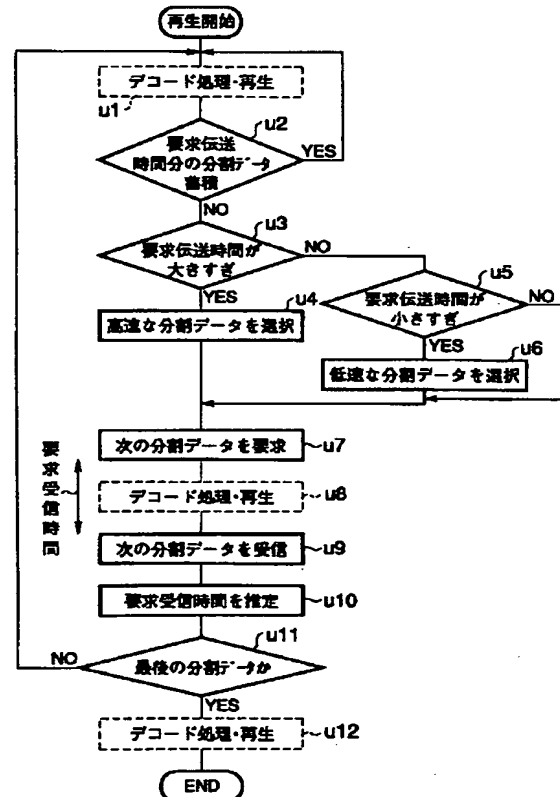 再生開始
デコード処理・再生
u1
u2
要求伝送
時間分の分割データ
蓄積
YES
NO
u3
要求伝送時間が
大きすぎ
NO
YES
u4
高速な分割データを選択
u5
要求伝送時間が
小さすぎ
NO
YES
u6
低速な分割データを選択
要求受信時間
次の分割データを要求
u7
デコード処理・再生
u8
次の分割データを受信
u9
要求受信時間を推定
u10
u11
最後の分割データか
NO
YES
デコード処理・再生
u12
END